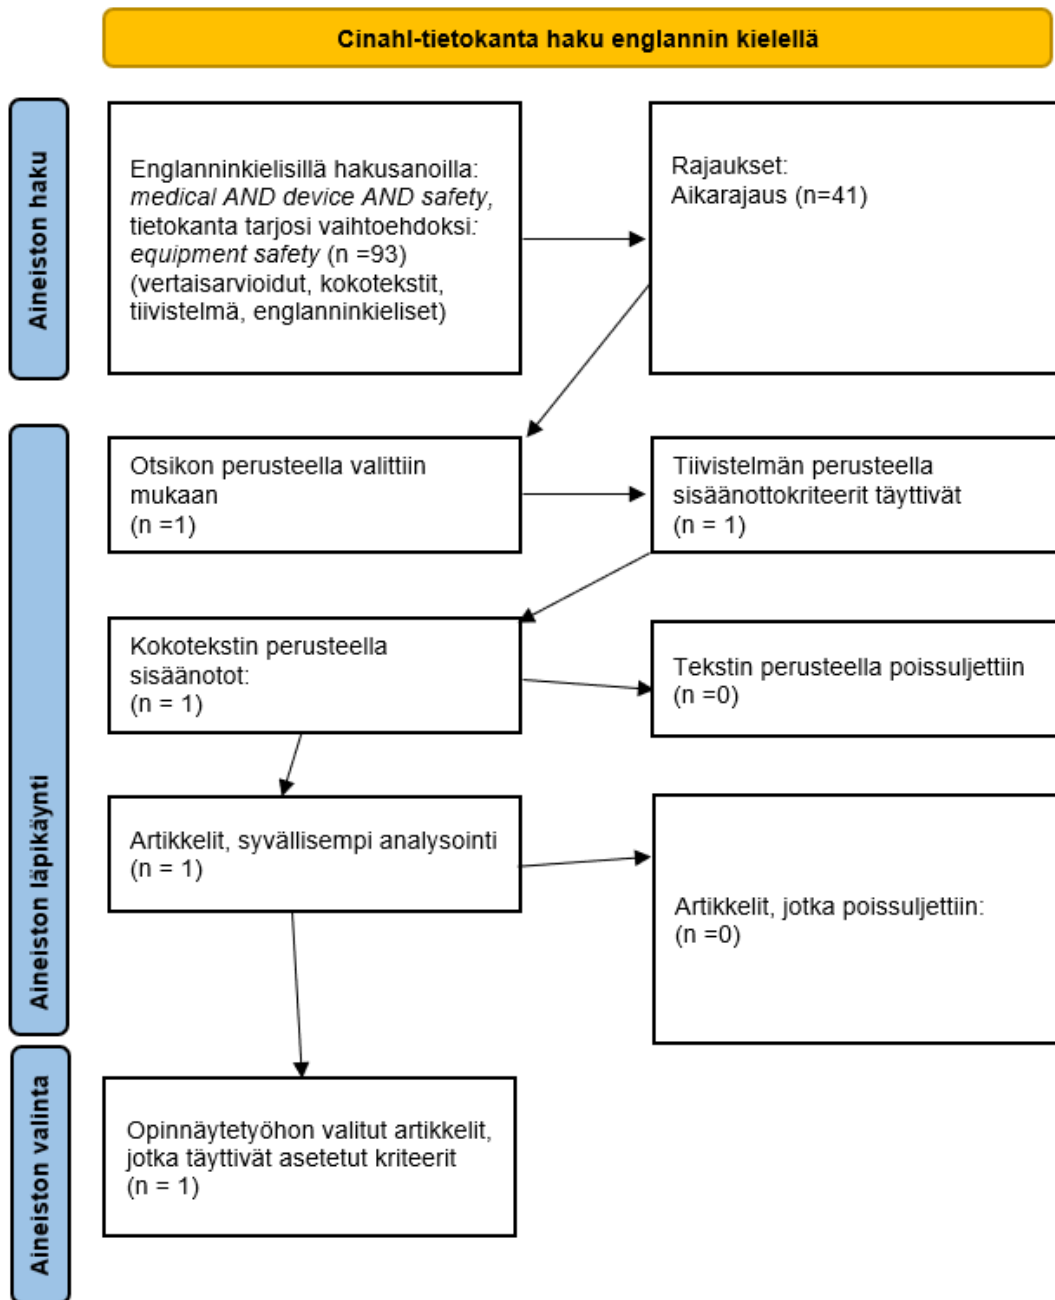 Cinahl-tietokanta haku englannin kielellä
Aineiston haku
Englanninkielisillä hakusanoilla:
medical AND device AND safety,
tietokanta tarjosi vaihtoehdoksi:
equipment safety (n =93)
(vertaisarvioidut, kokotekstit,
tiivistelmä, englanninkieliset)
Rajaukset:
Aikarajaus (n=41)
Aineiston läpikäynti
Otsikon perusteella valittiin
mukaan
(n =1)
Tiivistelmän perusteella
sisäänottokriteerit täyttivät
(n = 1)
Kokotekstin perusteella
sisäänotot:
(n = 1)
Tekstin perusteella poissuljettiin
(n =0)
Artikkelit, syvällisempi analysointi
(n = 1)
Artikkelit, jotka poissuljettiin:
(n =0)
Aineiston valinta
Opinnäytetyöhon valitut artikkelit,
jotka täyttivät asetetut kriteerit
(n = 1)